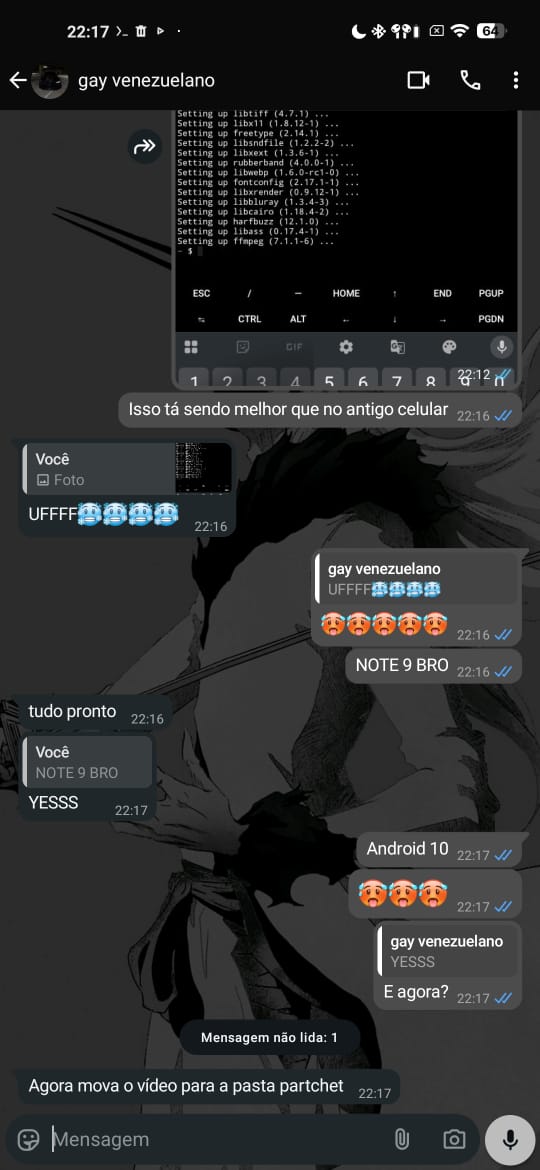 22:17
64
gay venezuelano
Setting up libtiff (4.7.1) ...
Setting up libx11 (1.8.12-1) ...
Setting up freetype (2.14.1) ...
Setting up libsndfile (1.2.2-2) ...
Setting up libxext (1.3.6-1) ...
Setting up rubberband (4.0.0-1) ...
Setting up libwebp (1.6.0-rc1-0) ...
Setting up fontconfig (2.17.1-1) ...
Setting up libxrender (0.9.12-1) ...
Setting up libbluray (1.3.4-3) ...
Setting up libcairo (1.18.4-2) ...
Setting up harfbuzz (12.1.0) ...
Setting up libass (0.17.4-1) ...
Setting up ffmpeg (7.1.1-6) ...
~ $
ESC / — HOME ↑ END PGUP
⇆ CTRL ALT ← ↓ → PGDN
GIF
1 2 3 4 5 6 7 8 9 0
22:12
Isso tá sendo melhor que no antigo celular 22:16
Você
Foto
UFFFF🥶🥶🥶🥶 22:16
gay venezuelano
UFFFF🥶🥶🥶🥶
🥵🥵🥵🥵🥵 22:16
NOTE 9 BRO 22:16
tudo pronto 22:16
Você
NOTE 9 BRO
YESSS 22:17
Android 10 22:17
🥵🥵🥵 22:17
gay venezuelano
YESSS
E agora? 22:17
Mensagem não lida: 1
Agora mova o vídeo para a pasta partchet 22:17
Mensagem